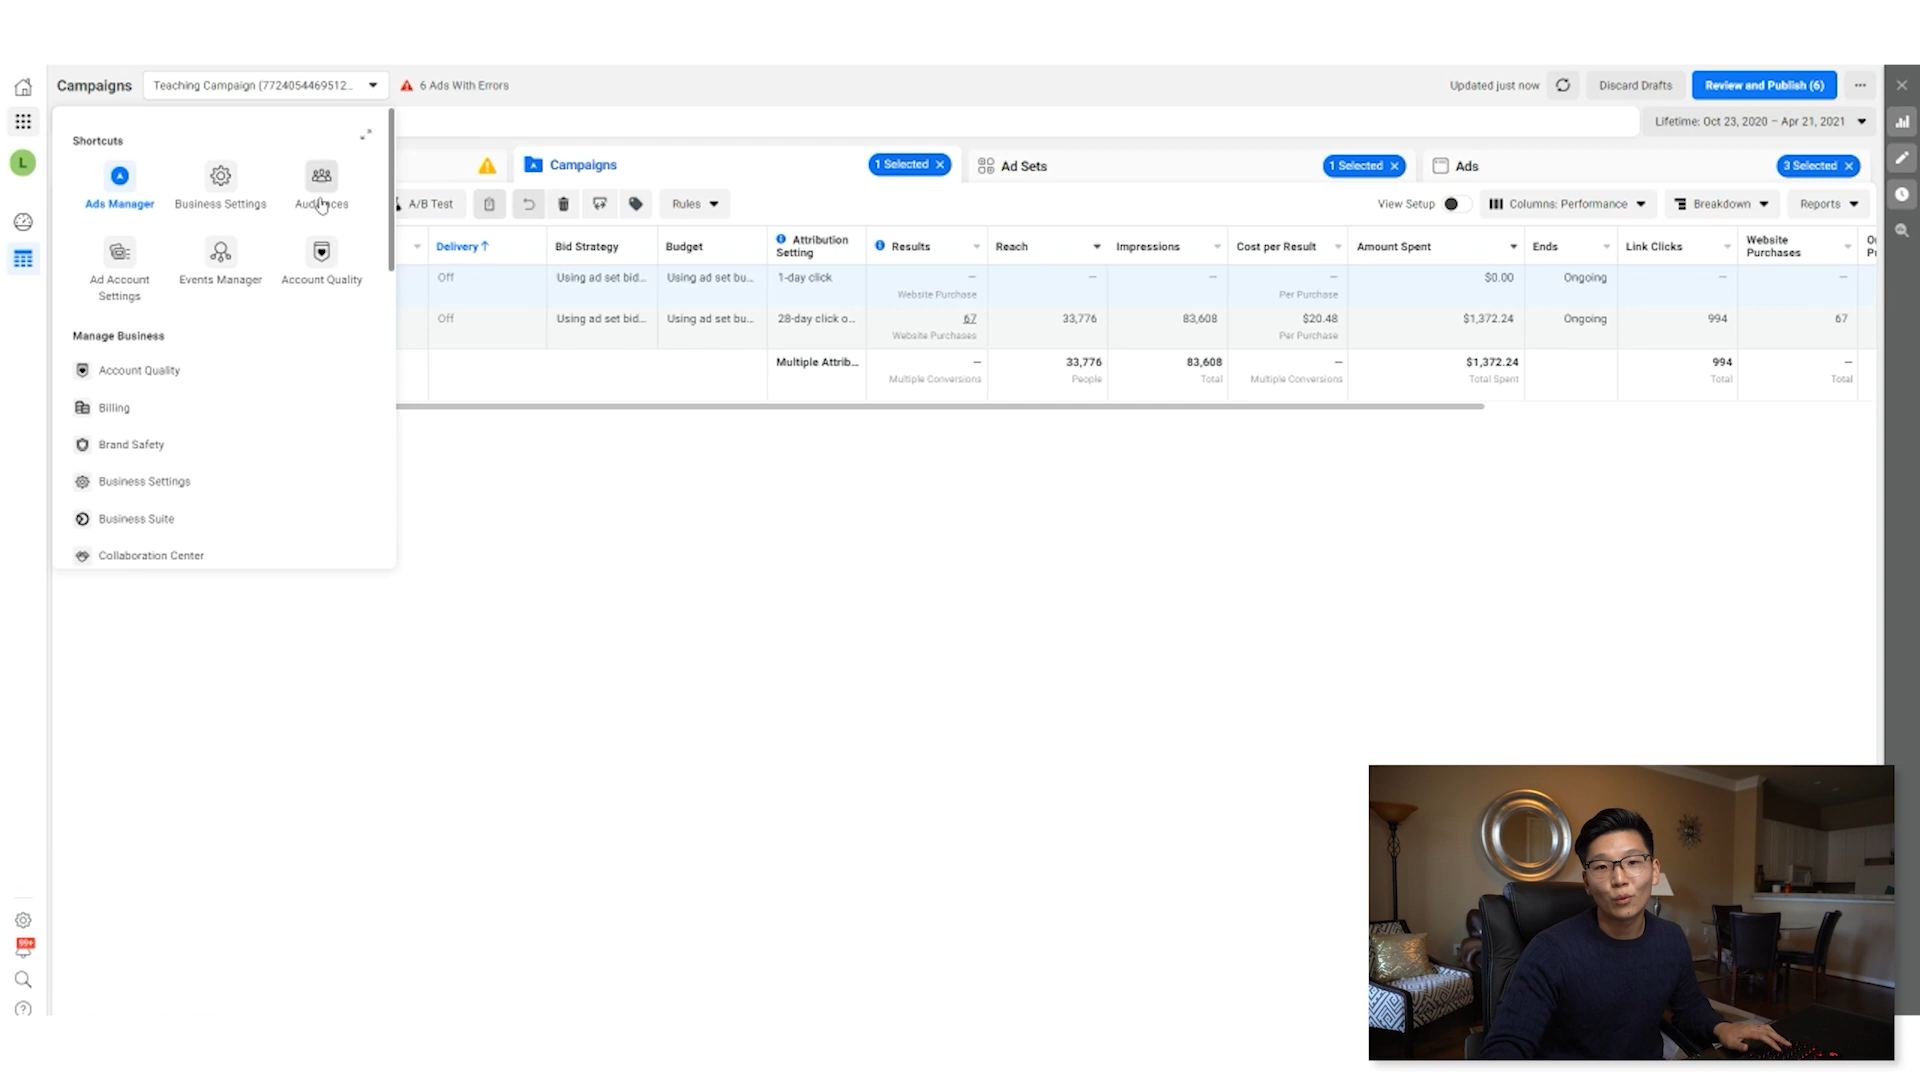 Campaigns
Teaching Campaign (7724054469512...
6 Ads With Errors
Updated just now
Discard Drafts
Review and Publish (6)
Lifetime: Oct 23, 2020 – Apr 21, 2021
L
Shortcuts
Ads Manager
Business Settings
Audiences
Ad Account
Settings
Events Manager
Account Quality
Manage Business
Account Quality
Billing
Brand Safety
Business Settings
Business Suite
Collaboration Center
Campaigns
1 Selected
Ad Sets
1 Selected
Ads
3 Selected
A/B Test
Rules
View Setup
Columns: Performance
Breakdown
Reports
Delivery
Bid Strategy
Budget
Attribution
Setting
Results
Reach
Impressions
Cost per Result
Amount Spent
Ends
Link Clicks
Website
Purchases
Off
Using ad set bid...
Using ad set bu...
1-day click
—
Website Purchase
—
—
—
Per Purchase
$0.00
Ongoing
—
—
Off
Using ad set bid...
Using ad set bu...
28-day click o...
67
Website Purchases
33,776
83,608
$20.48
Per Purchase
$1,372.24
Ongoing
994
67
Multiple Attrib...
—
Multiple Conversions
33,776
People
83,608
Total
—
Multiple Conversions
$1,372.24
Total Spent
994
Total
—
Total
99+